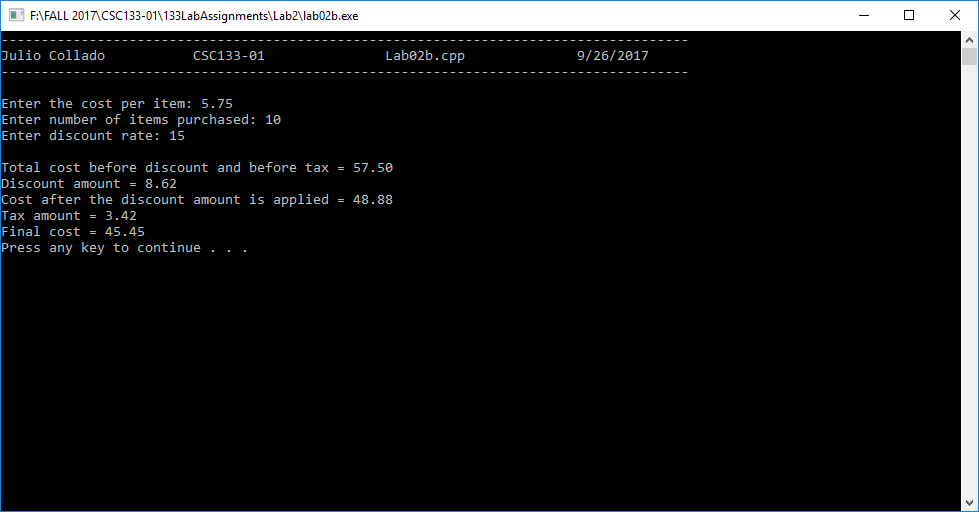 F:\FALL 2017\CSC133-01\133LabAssignments\Lab2\lab02b.exe
--------------------------------------------------------------------------------------
Julio Collado           CSC133-01               Lab02b.cpp              9/26/2017
--------------------------------------------------------------------------------------
Enter the cost per item: 5.75
Enter number of items purchased: 10
Enter discount rate: 15
Total cost before discount and before tax = 57.50
Discount amount = 8.62
Cost after the discount amount is applied = 48.88
Tax amount = 3.42
Final cost = 45.45
Press any key to continue . . .